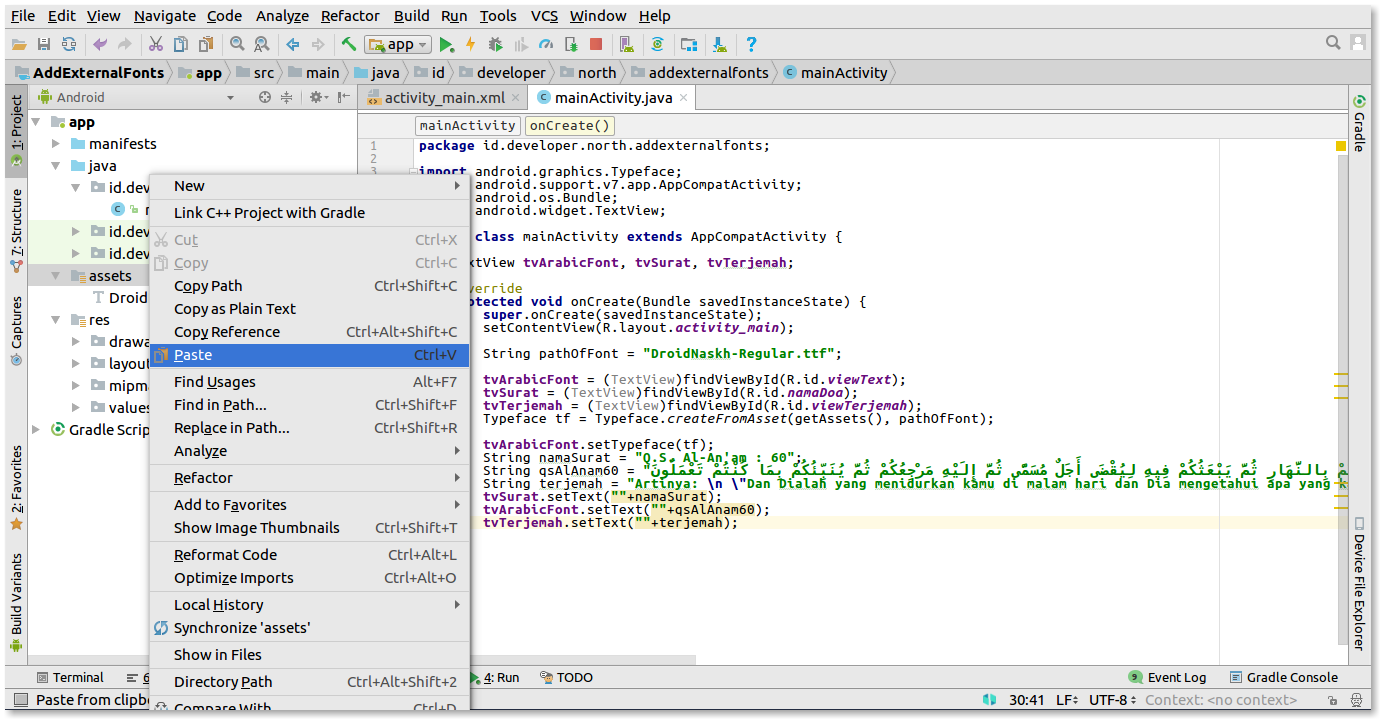 File Edit View Navigate Code Analyze Refactor Build Run Tools VCS Window Help
app
AddExternalFonts app src main java id developer north addexternalfonts mainActivity
Android
activity_main.xml mainActivity.java
mainActivity onCreate()
1: Project
7: Structure
Captures
2: Favorites
Build Variants
app
manifests
java
id.dev
id.dev
id.dev
assets
Droid
res
drawa
layou
mipm
values
Gradle Scrip
New
Link C++ Project with Gradle
Cut Ctrl+X
Copy Ctrl+C
Copy Path Ctrl+Shift+C
Copy as Plain Text
Copy Reference Ctrl+Alt+Shift+C
Paste Ctrl+V
Find Usages Alt+F7
Find in Path... Ctrl+Shift+F
Replace in Path... Ctrl+Shift+R
Analyze
Refactor
Add to Favorites
Show Image Thumbnails Ctrl+Shift+T
Reformat Code Ctrl+Alt+L
Optimize Imports Ctrl+Alt+O
Local History
Synchronize 'assets'
Show in Files
Directory Path Ctrl+Alt+Shift+2
Compare With... Ctrl+D
1 package id.developer.north.addexternalfonts;
2
3 import android.graphics.Typeface;
android.support.v7.app.AppCompatActivity;
android.os.Bundle;
android.widget.TextView;
class mainActivity extends AppCompatActivity {
xtView tvArabicFont, tvSurat, tvTerjemah;
verride
otected void onCreate(Bundle savedInstanceState) {
super.onCreate(savedInstanceState);
setContentView(R.layout.activity_main);
String pathOfFont = "DroidNaskh-Regular.ttf";
tvArabicFont = (TextView)findViewById(R.id.viewText);
tvSurat = (TextView)findViewById(R.id.namaDoa);
tvTerjemah = (TextView)findViewById(R.id.viewTerjemah);
Typeface tf = Typeface.createFromAsset(getAssets(), pathOfFont);
tvArabicFont.setTypeface(tf);
String namaSurat = "Q.S. Al-An'am : 60";
String qsAlAnam60 = "بِالنَّهَارِ ثُمَّ يَبْعَثُكُمْ فِيهِ لِيُقْضَى أَجَلٌ مُسَمًّى ثُمَّ إِلَيْهِ مَرْجِعُكُمْ ثُمَّ يُنَبِّئُكُمْ بِمَا كُنْتُمْ تَعْمَلُونَ
String terjemah = "Artinya: \n \"Dan Dialah yang menidurkan kamu di malam hari dan Dia mengetahui apa yang k
tvSurat.setText(""+namaSurat);
tvArabicFont.setText(""+qsAlAnam60);
tvTerjemah.setText(""+terjemah);
Gradle
Device File Explorer
Terminal 6 4: Run TODO Event Log Gradle Console
Paste from clipbo 30:41 LF UTF-8 Context: <no context>